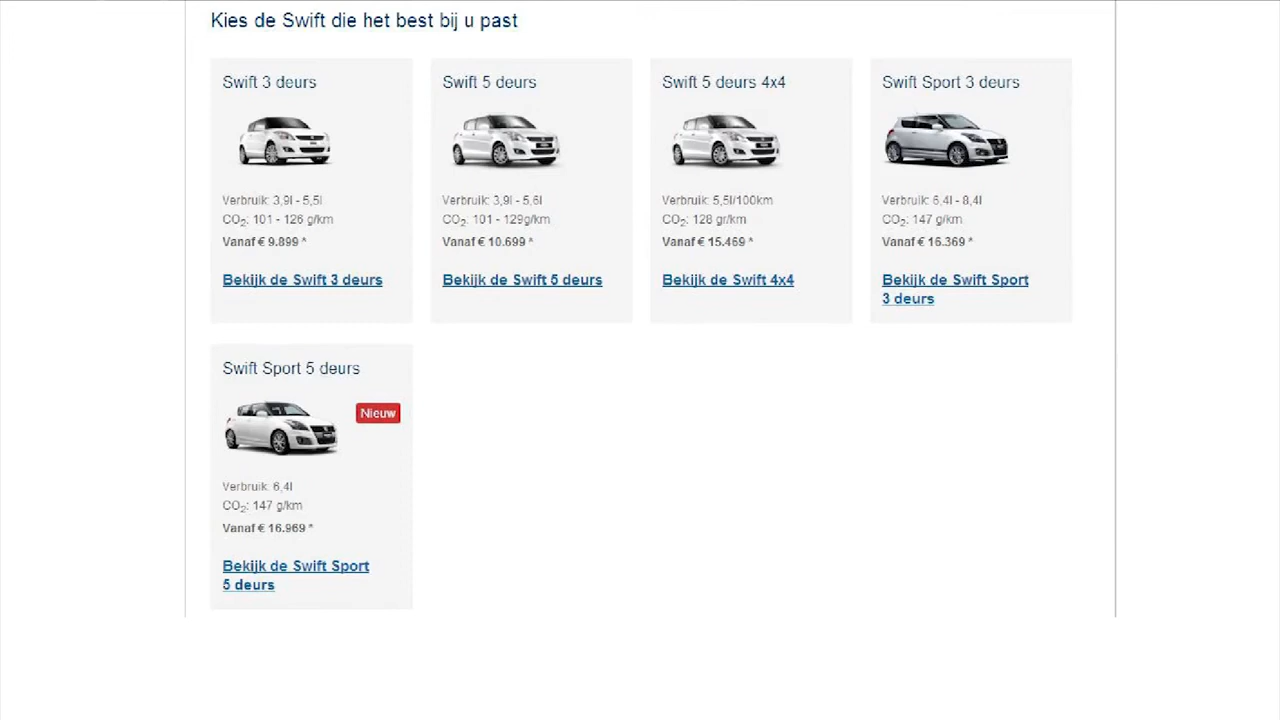 Kies de Swift die het best bij u past
Swift 3 deurs
Verbruik: 3,9l - 5,5l
CO2: 101 - 126 g/km
Vanaf € 9.899 *
Bekijk de Swift 3 deurs
Swift 5 deurs
Verbruik: 3,9l - 5,6l
CO2: 101 - 129g/km
Vanaf € 10.699 *
Bekijk de Swift 5 deurs
Swift 5 deurs 4x4
Verbruik: 5,5l/100km
CO2: 128 gr/km
Vanaf € 15.469 *
Bekijk de Swift 4x4
Swift Sport 3 deurs
Verbruik: 6,4l - 8,4l
CO2: 147 g/km
Vanaf € 16.369 *
Bekijk de Swift Sport
3 deurs
Swift Sport 5 deurs
Nieuw
Verbruik: 6,4l
CO2: 147 g/km
Vanaf € 16.969 *
Bekijk de Swift Sport
5 deurs